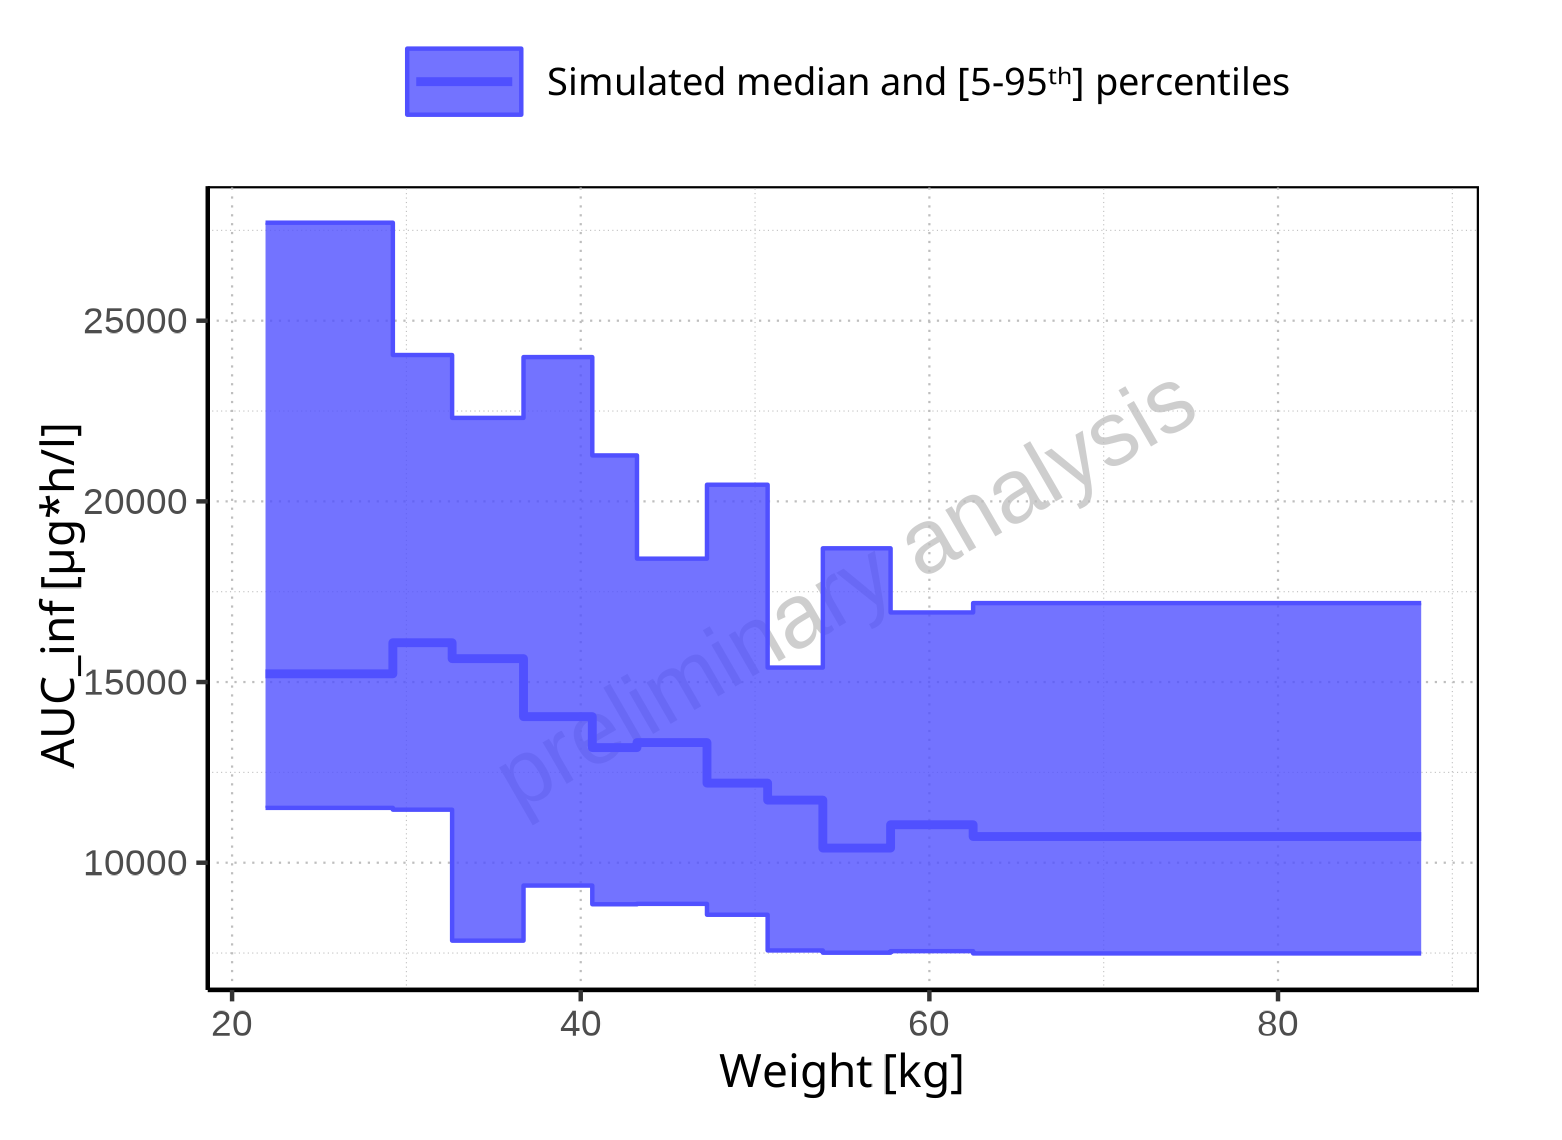 Simulated median and [5-95ᵗʰ] percentiles
AUC_inf [µg*h/l]
25000
20000
15000
10000
preliminary analysis
20 40 60 80
Weight [kg]